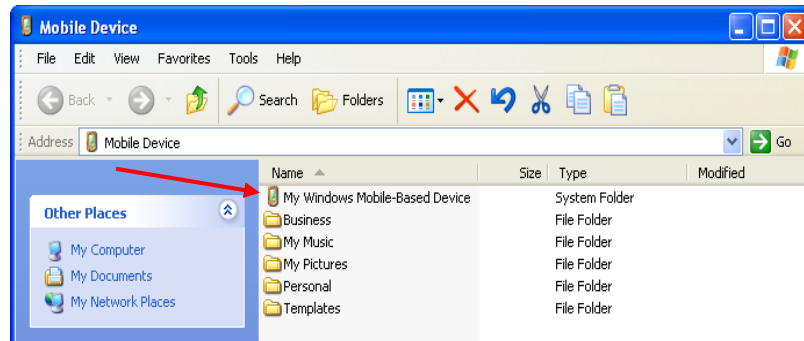 Mobile Device
File Edit View Favorites Tools Help
Back Search Folders
Address Mobile Device Go
Name Size Type Modified
My Windows Mobile-Based Device System Folder
Business File Folder
My Music File Folder
My Pictures File Folder
Personal File Folder
Templates File Folder
Other Places
My Computer
My Documents
My Network Places